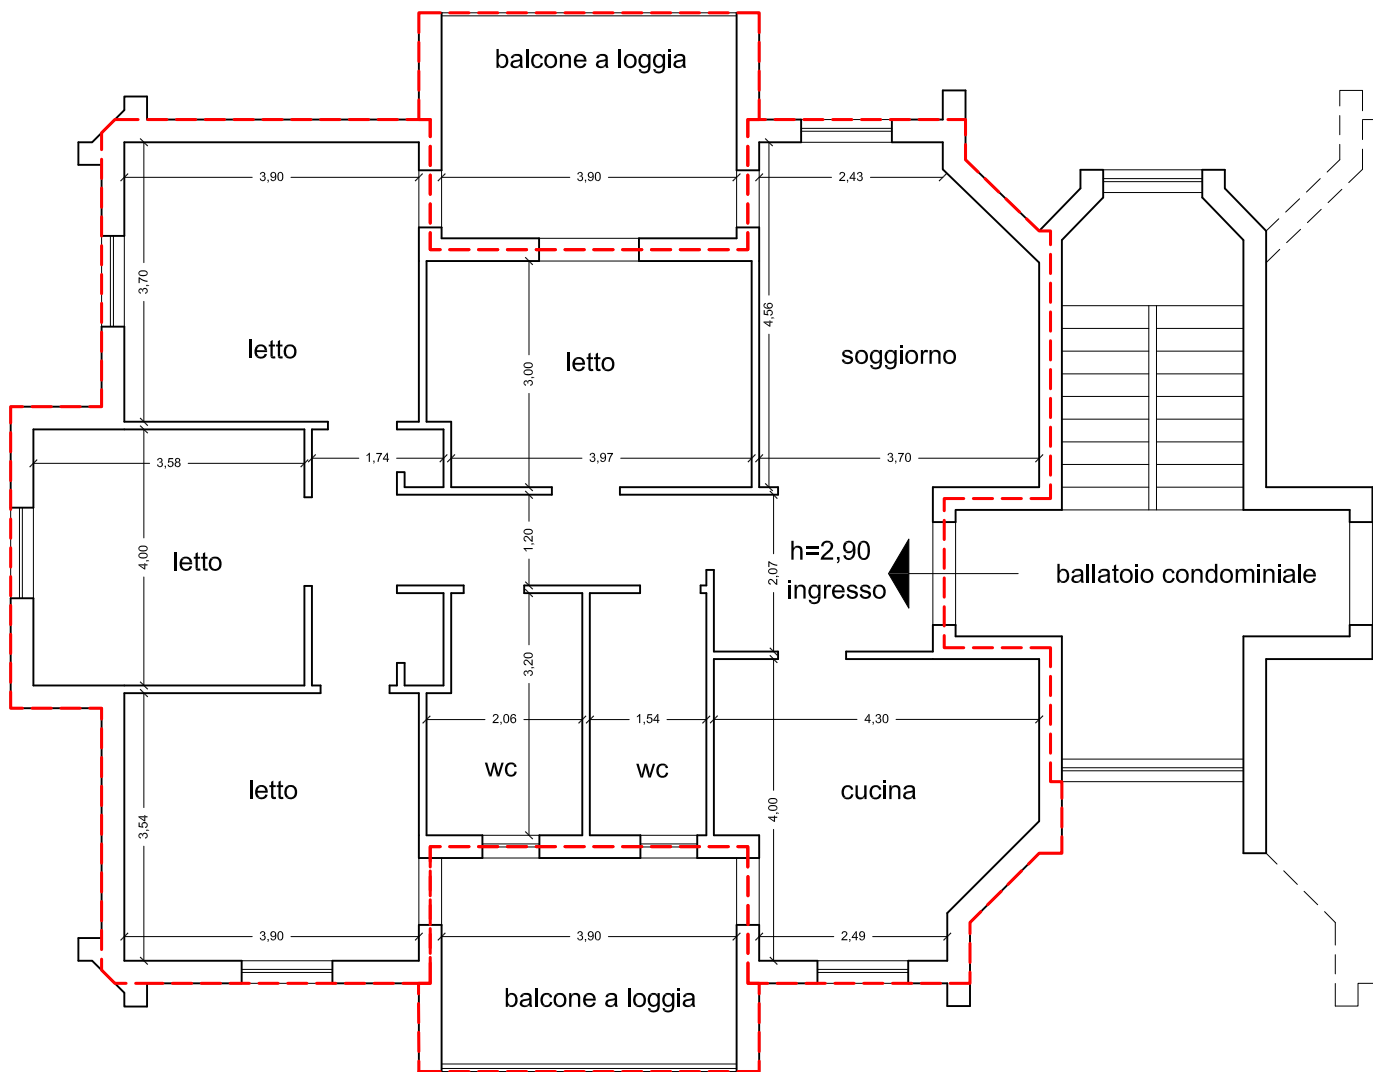 balcone a loggia
3,90
3,90
2,43
3,70
4,56
letto
letto
soggiorno
3,00
3,58
1,74
3,97
3,70
1,20
4,00
letto
h=2,90
ingresso
2,07
ballatoio condominiale
3,20
2,06
1,54
4,30
wc
wc
letto
cucina
3,54
4,00
3,90
3,90
2,49
balcone a loggia